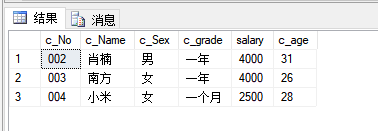 结果 消息
c_No c_Name c_Sex c_grade salary c_age
1 002 肖楠 男 一年 4000 31
2 003 南方 女 一年 4000 26
3 004 小米 女 一个月 2500 28